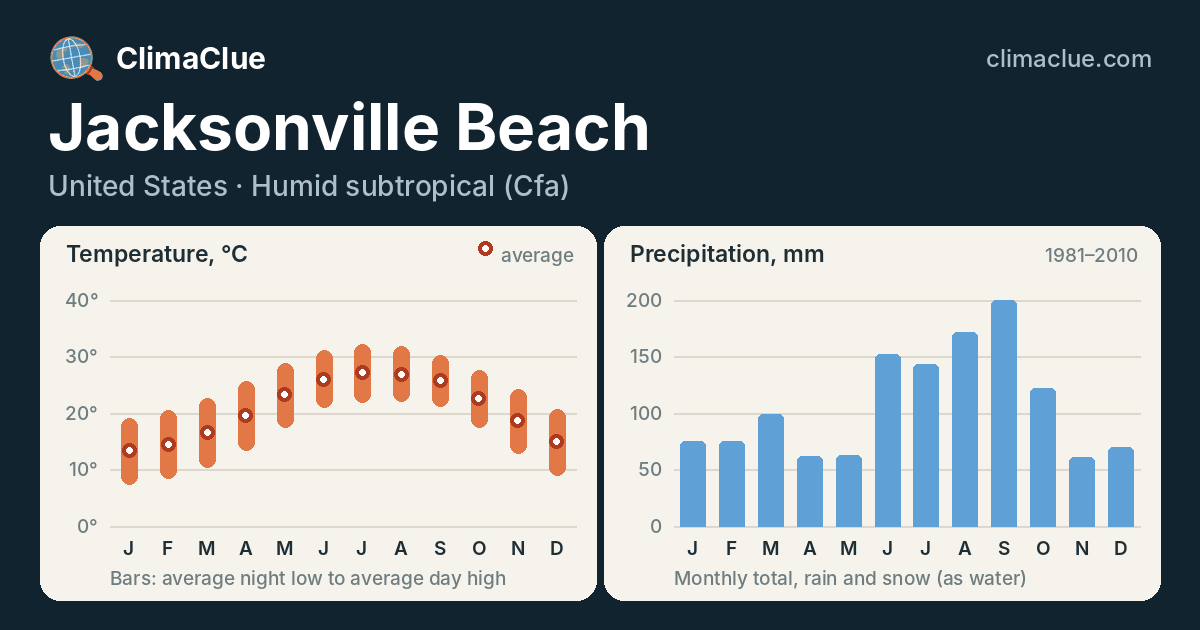 ClimaClue
climaclue.com
Jacksonville Beach
United States · Humid subtropical (Cfa)
Temperature, °C
average
40°
30°
20°
10°
0°
J F M A M J J A S O N D
Bars: average night low to average day high
Precipitation, mm
1981–2010
200
150
100
50
0
J F M A M J J A S O N D
Monthly total, rain and snow (as water)